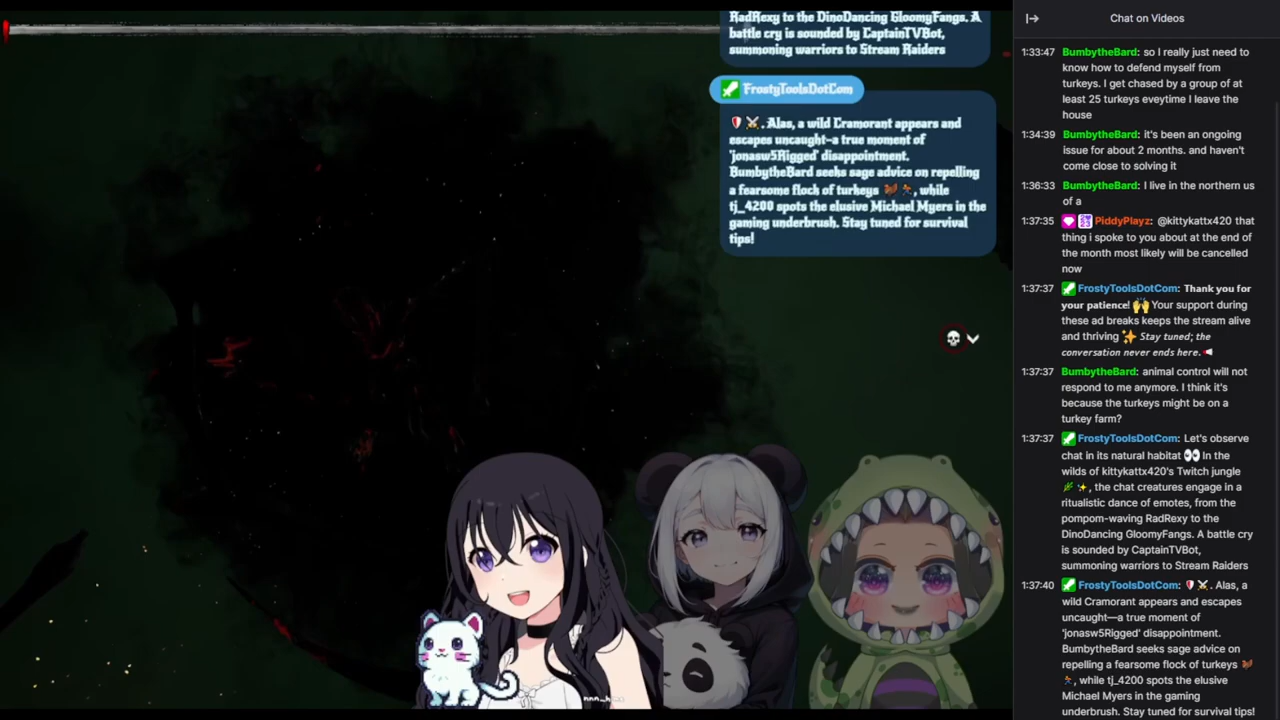 RadRexy to the DinoDancing GloomyFangs. A
battle cry is sounded by CaptainTVBot,
summoning warriors to Stream Raiders
FrostyToolsDotCom
. Alas, a wild Cramorant appears and
escapes uncaught—a true moment of
'jonasw5Rigged' disappointment.
BumbytheBard seeks sage advice on repelling
a fearsome flock of turkeys , while
tj_4200 spots the elusive Michael Myers in the
gaming underbrush. Stay tuned for survival
tips!
Chat on Videos
1:33:47 BumbytheBard: so I really just need to
know how to defend myself from
turkeys. I get chased by a group of at
least 25 turkeys eveytime I leave the
house
1:34:39 BumbytheBard: it's been an ongoing
issue for about 2 months. and haven't
come close to solving it
1:36:33 BumbytheBard: I live in the northern us
of a
1:37:35 PiddyPlayz: @kittykattx420 that
thing i spoke to you about at the end of
the month most likely will be cancelled
now
1:37:37 FrostyToolsDotCom: Thank you for
your patience! 🙌 Your support during
these ad breaks keeps the stream alive
and thriving ✨ Stay tuned; the
conversation never ends here. 📢
1:37:37 BumbytheBard: animal control will not
respond to me anymore. I think it's
because the turkeys might be on a
turkey farm?
1:37:37 FrostyToolsDotCom: Let's observe
chat in its natural habitat 👀 In the
wilds of kittykattx420's Twitch jungle
🌿 ✨, the chat creatures engage in a
ritualistic dance of emotes, from the
pompom-waving RadRexy to the
DinoDancing GloomyFangs. A battle cry
is sounded by CaptainTVBot,
summoning warriors to Stream Raiders
1:37:40 FrostyToolsDotCom: . Alas, a
wild Cramorant appears and escapes
uncaught—a true moment of
'jonasw5Rigged' disappointment.
BumbytheBard seeks sage advice on
repelling a fearsome flock of turkeys 🦃
, while tj_4200 spots the elusive
Michael Myers in the gaming
underbrush. Stay tuned for survival tips!